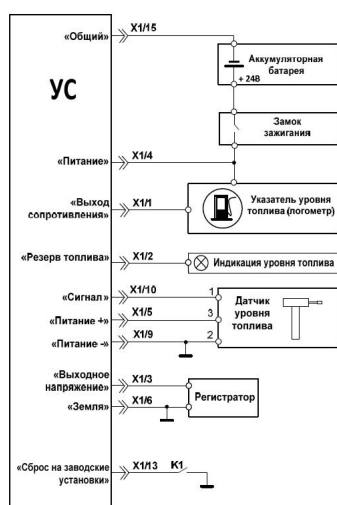 «Общий»
X1/15
Аккумуляторная
батарея
+ 24В
УС
Замок
зажигания
«Питание»
X1/4
«Выход
сопротивления»
X1/1
Указатель уровня
топлива (логометр)
«Резерв топлива»
X1/2
Индикация уровня топлива
«Сигнал»
X1/10
1
«Питание +»
X1/5
3
«Питание -»
X1/9
2
Датчик
уровня
топлива
«Выходное
напряжение»
X1/3
«Земля»
X1/6
Регистратор
«Сброс на заводские
установки»
X1/13
К1